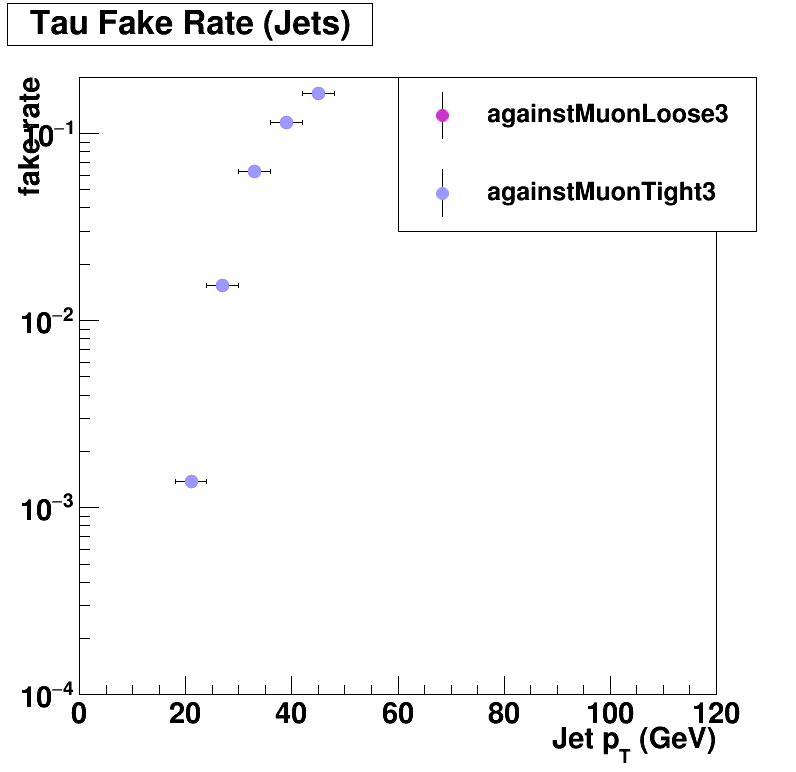 Tau Fake Rate (Jets)
fake rate
againstMuonLoose3
againstMuonTight3
10−1
10−2
10−3
10−4
0 20 40 60 80 100 120
Jet pT (GeV)